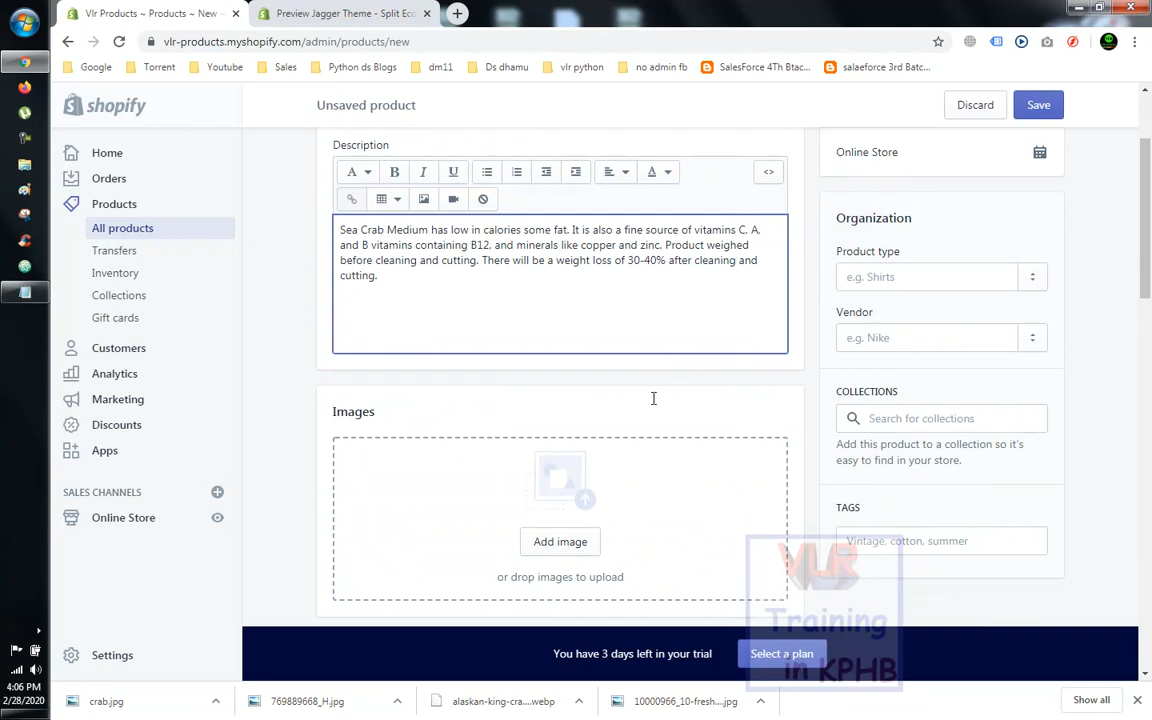 Vlr Products ~ Products ~ New -
Preview Jagger Theme - Split Eco
vlr-products.myshopify.com/admin/products/new
Google
Torrent
Youtube
Sales
Python ds Blogs
dm11
Ds dhamu
vlr python
no admin fb
SalesForce 4Th Btac...
salaeforce 3rd Batc...
shopify
Unsaved product
Discard
Save
Home
Orders
Products
All products
Transfers
Inventory
Collections
Gift cards
Customers
Analytics
Marketing
Discounts
Apps
SALES CHANNELS
Online Store
Settings
Description
A
B
I
U
A
<>
Sea Crab Medium has low in calories some fat. It is also a fine source of vitamins C, A,
and B vitamins containing B12, and minerals like copper and zinc. Product weighed
before cleaning and cutting. There will be a weight loss of 30-40% after cleaning and
cutting.
Images
Add image
or drop images to upload
Online Store
Organization
Product type
e.g. Shirts
Vendor
e.g. Nike
COLLECTIONS
Search for collections
Add this product to a collection so it's
easy to find in your store.
TAGS
Vintage, cotton, summer
VLR
Training
in KPHB
You have 3 days left in your trial
Select a plan
4:06 PM
2/28/2020
crab.jpg
769889668_H.jpg
alaskan-king-cra....webp
10000966_10-fresh....jpg
Show all